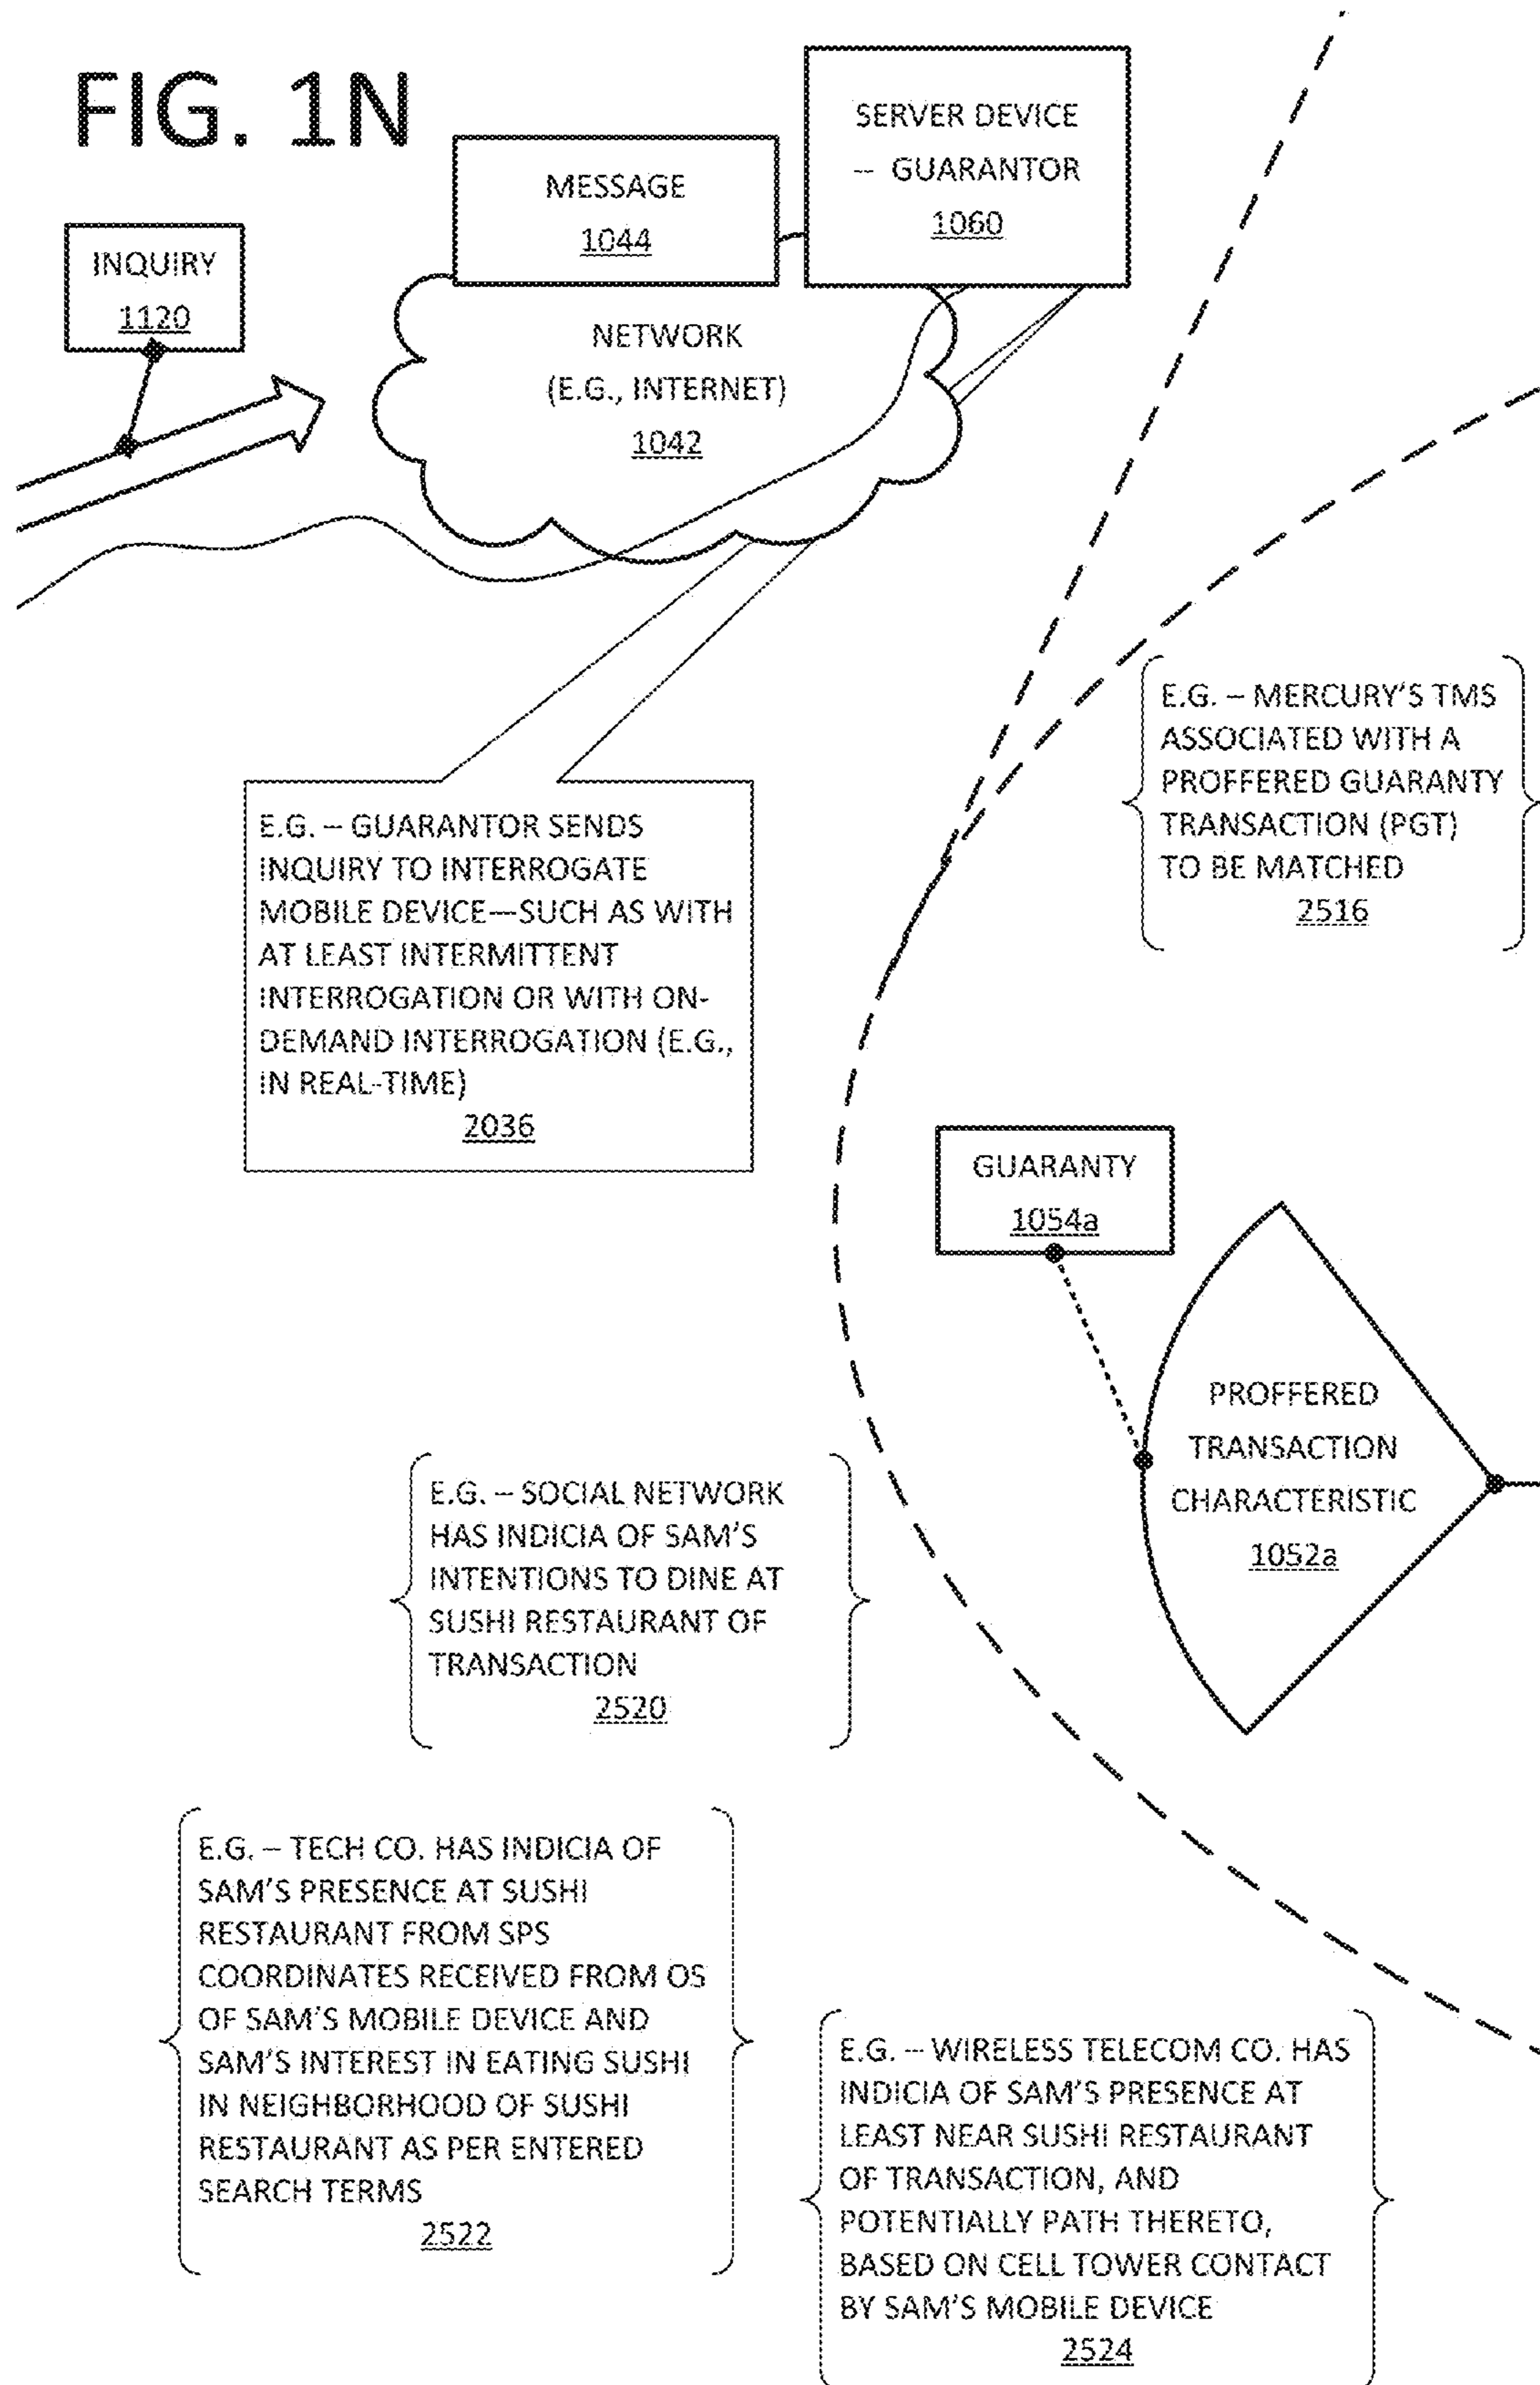 FIG. 1N
SERVER DEVICE
-- GUARANTOR
1060
MESSAGE
1044
INQUIRY
1120
NETWORK
(E.G., INTERNET)
1042
E.G. – MERCURY'S TMS
ASSOCIATED WITH A
PROFFERED GUARANTY
TRANSACTION (PGT)
TO BE MATCHED
2516
E.G. – GUARANTOR SENDS
INQUIRY TO INTERROGATE
MOBILE DEVICE—SUCH AS WITH
AT LEAST INTERMITTENT
INTERROGATION OR WITH ON-
DEMAND INTERROGATION (E.G.,
IN REAL-TIME)
2036
GUARANTY
1054a
PROFFERED
TRANSACTION
CHARACTERISTIC
1052a
E.G. – SOCIAL NETWORK
HAS INDICIA OF SAM'S
INTENTIONS TO DINE AT
SUSHI RESTAURANT OF
TRANSACTION
2520
E.G. – TECH CO. HAS INDICIA OF
SAM'S PRESENCE AT SUSHI
RESTAURANT FROM SPS
COORDINATES RECEIVED FROM OS
OF SAM'S MOBILE DEVICE AND
SAM'S INTEREST IN EATING SUSHI
IN NEIGHBORHOOD OF SUSHI
RESTAURANT AS PER ENTERED
SEARCH TERMS
2522
E.G. -- WIRELESS TELECOM CO. HAS
INDICIA OF SAM'S PRESENCE AT
LEAST NEAR SUSHI RESTAURANT
OF TRANSACTION, AND
POTENTIALLY PATH THERETO,
BASED ON CELL TOWER CONTACT
BY SAM'S MOBILE DEVICE
2524